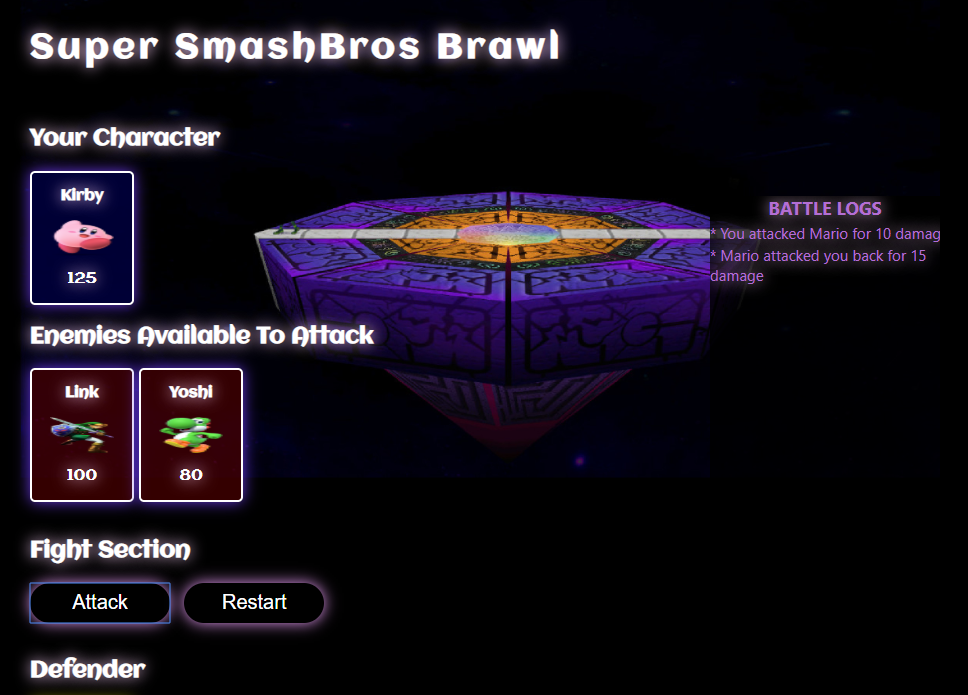 Super SmashBros Brawl
Your Character
Kirby
125
BATTLE LOGS
* You attacked Mario for 10 damag
* Mario attacked you back for 15
damage
Enemies Available To Attack
Link
100
Yoshi
80
Fight Section
Attack
Restart
Defender